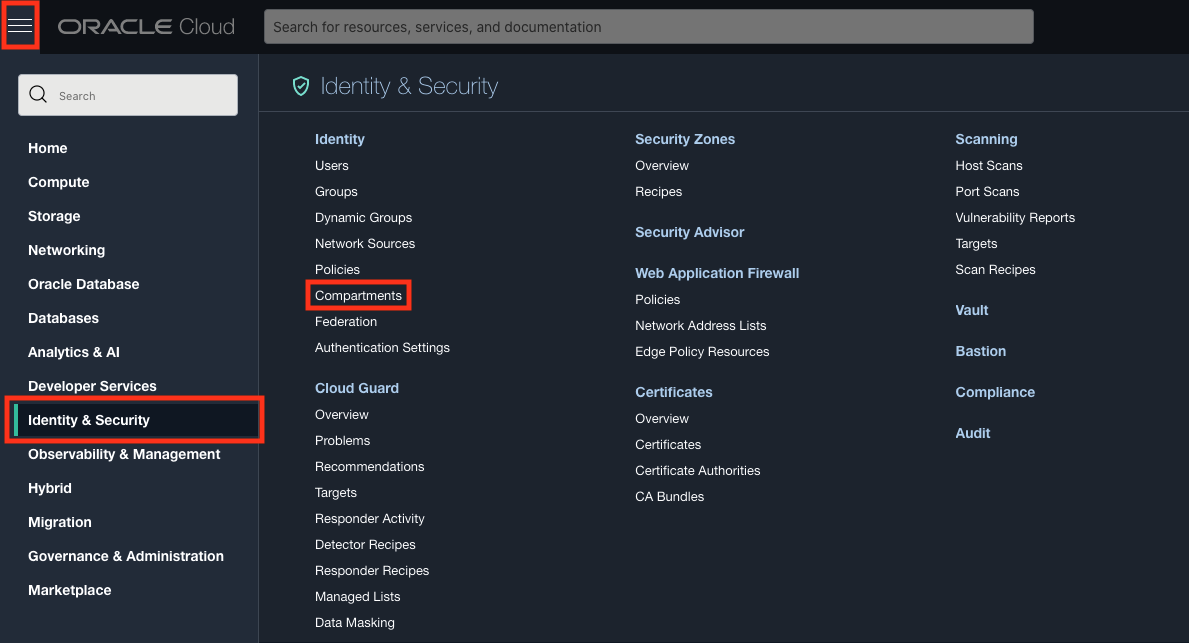 ORACLE Cloud
Search for resources, services, and documentation
Search
Home
Compute
Storage
Networking
Oracle Database
Databases
Analytics & AI
Developer Services
Identity & Security
Observability & Management
Hybrid
Migration
Governance & Administration
Marketplace
Identity & Security
Identity
Users
Groups
Dynamic Groups
Network Sources
Policies
Compartments
Federation
Authentication Settings
Cloud Guard
Overview
Problems
Recommendations
Targets
Responder Activity
Detector Recipes
Responder Recipes
Managed Lists
Data Masking
Security Zones
Overview
Recipes
Security Advisor
Web Application Firewall
Policies
Network Address Lists
Edge Policy Resources
Certificates
Overview
Certificates
Certificate Authorities
CA Bundles
Scanning
Host Scans
Port Scans
Vulnerability Reports
Targets
Scan Recipes
Vault
Bastion
Compliance
Audit